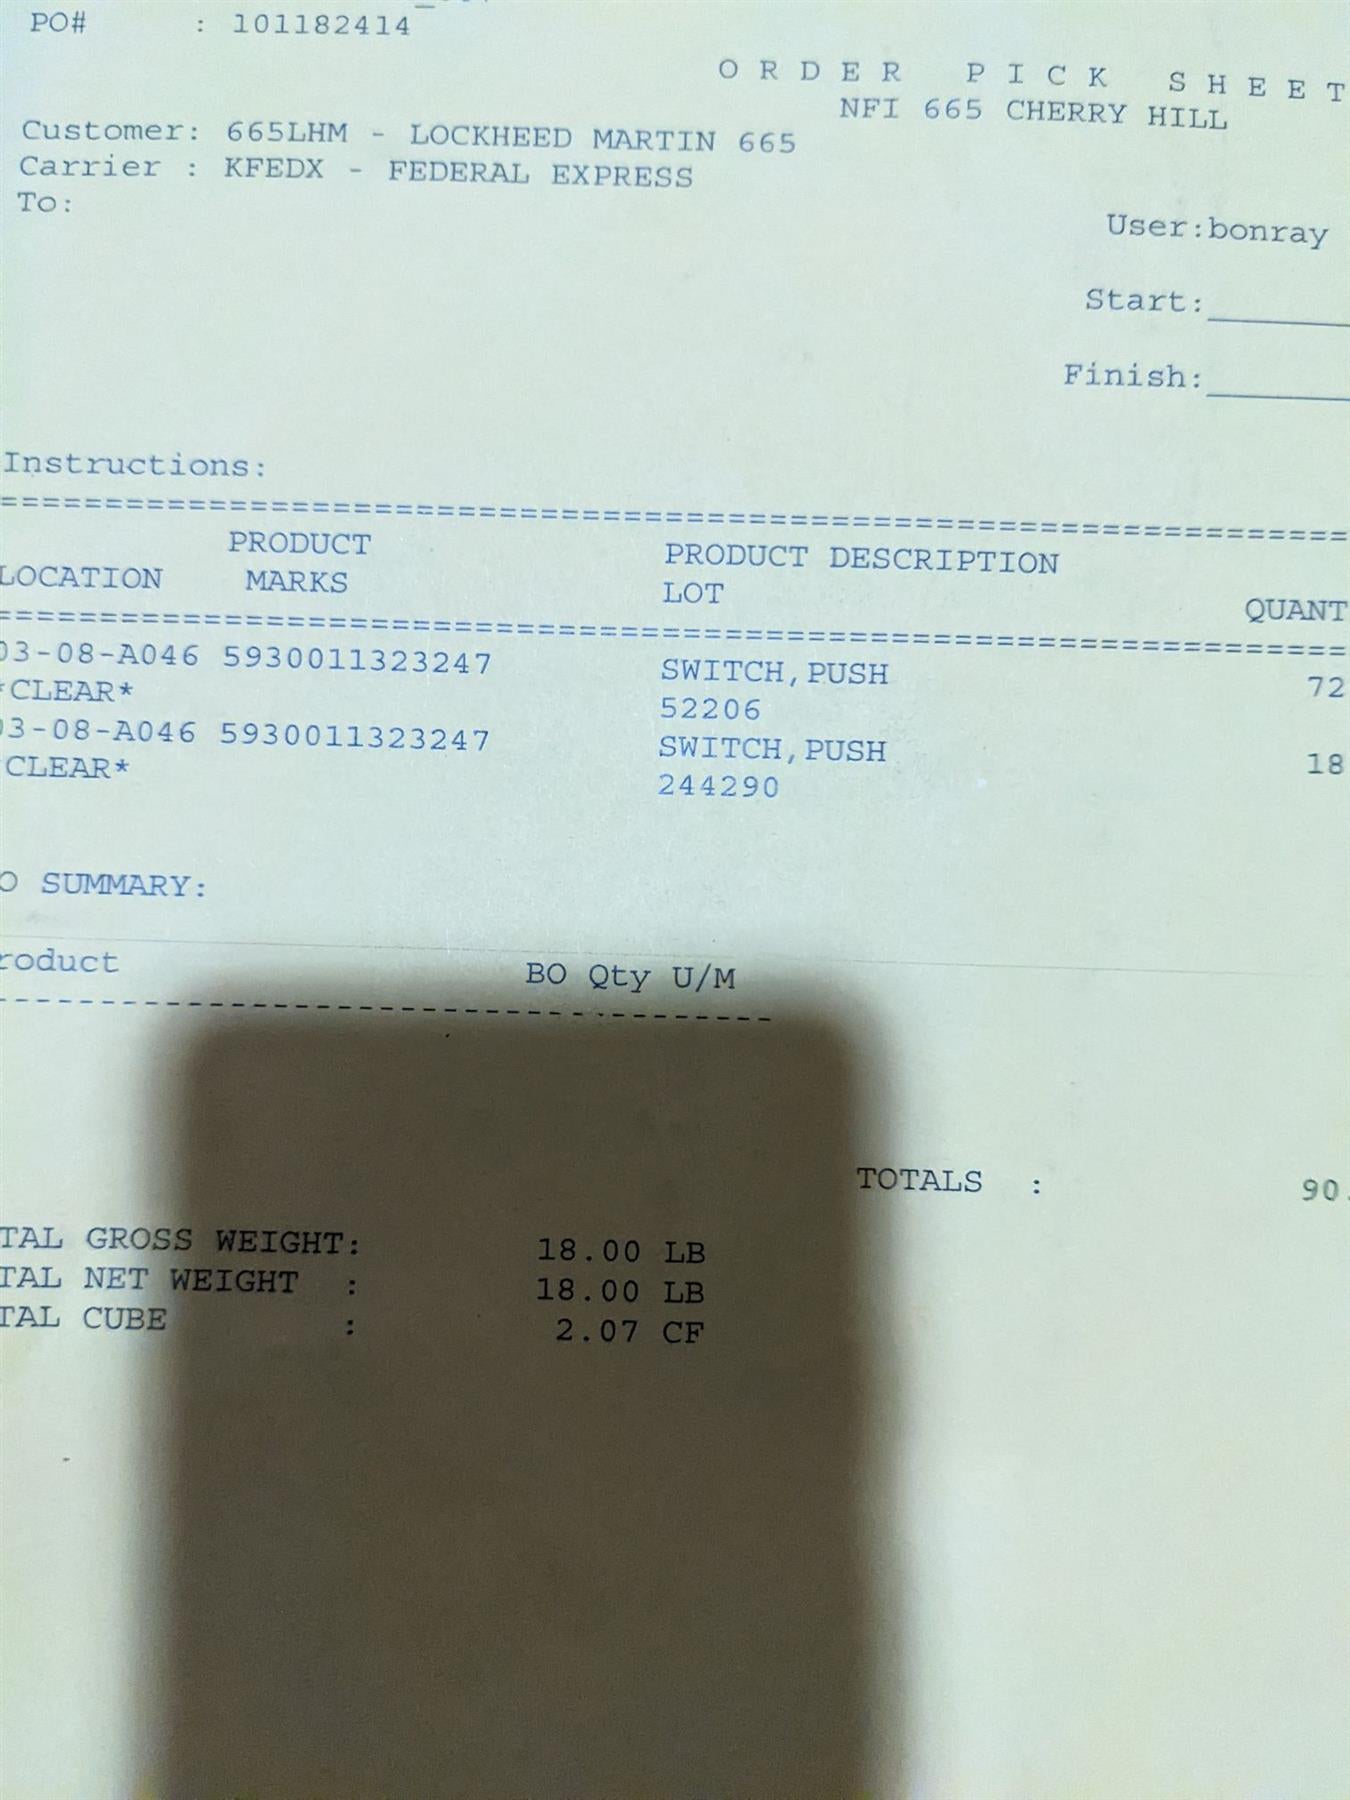 PO# : 101182414
O R D E R P I C K S H E E T
NFI 665 CHERRY HILL
Customer: 665LHM - LOCKHEED MARTIN 665
Carrier : KFEDX - FEDERAL EXPRESS
To:
User:bonray
Start:
Finish:
Instructions:
PRODUCT PRODUCT DESCRIPTION
LOCATION MARKS LOT QUANT
03-08-A046 5930011323247 SWITCH,PUSH 72
*CLEAR* 52206
03-08-A046 5930011323247 SWITCH,PUSH 18
CLEAR* 244290
O SUMMARY:
roduct BO Qty U/M
TOTALS : 90.
TAL GROSS WEIGHT: 18.00 LB
TAL NET WEIGHT : 18.00 LB
TAL CUBE : 2.07 CF